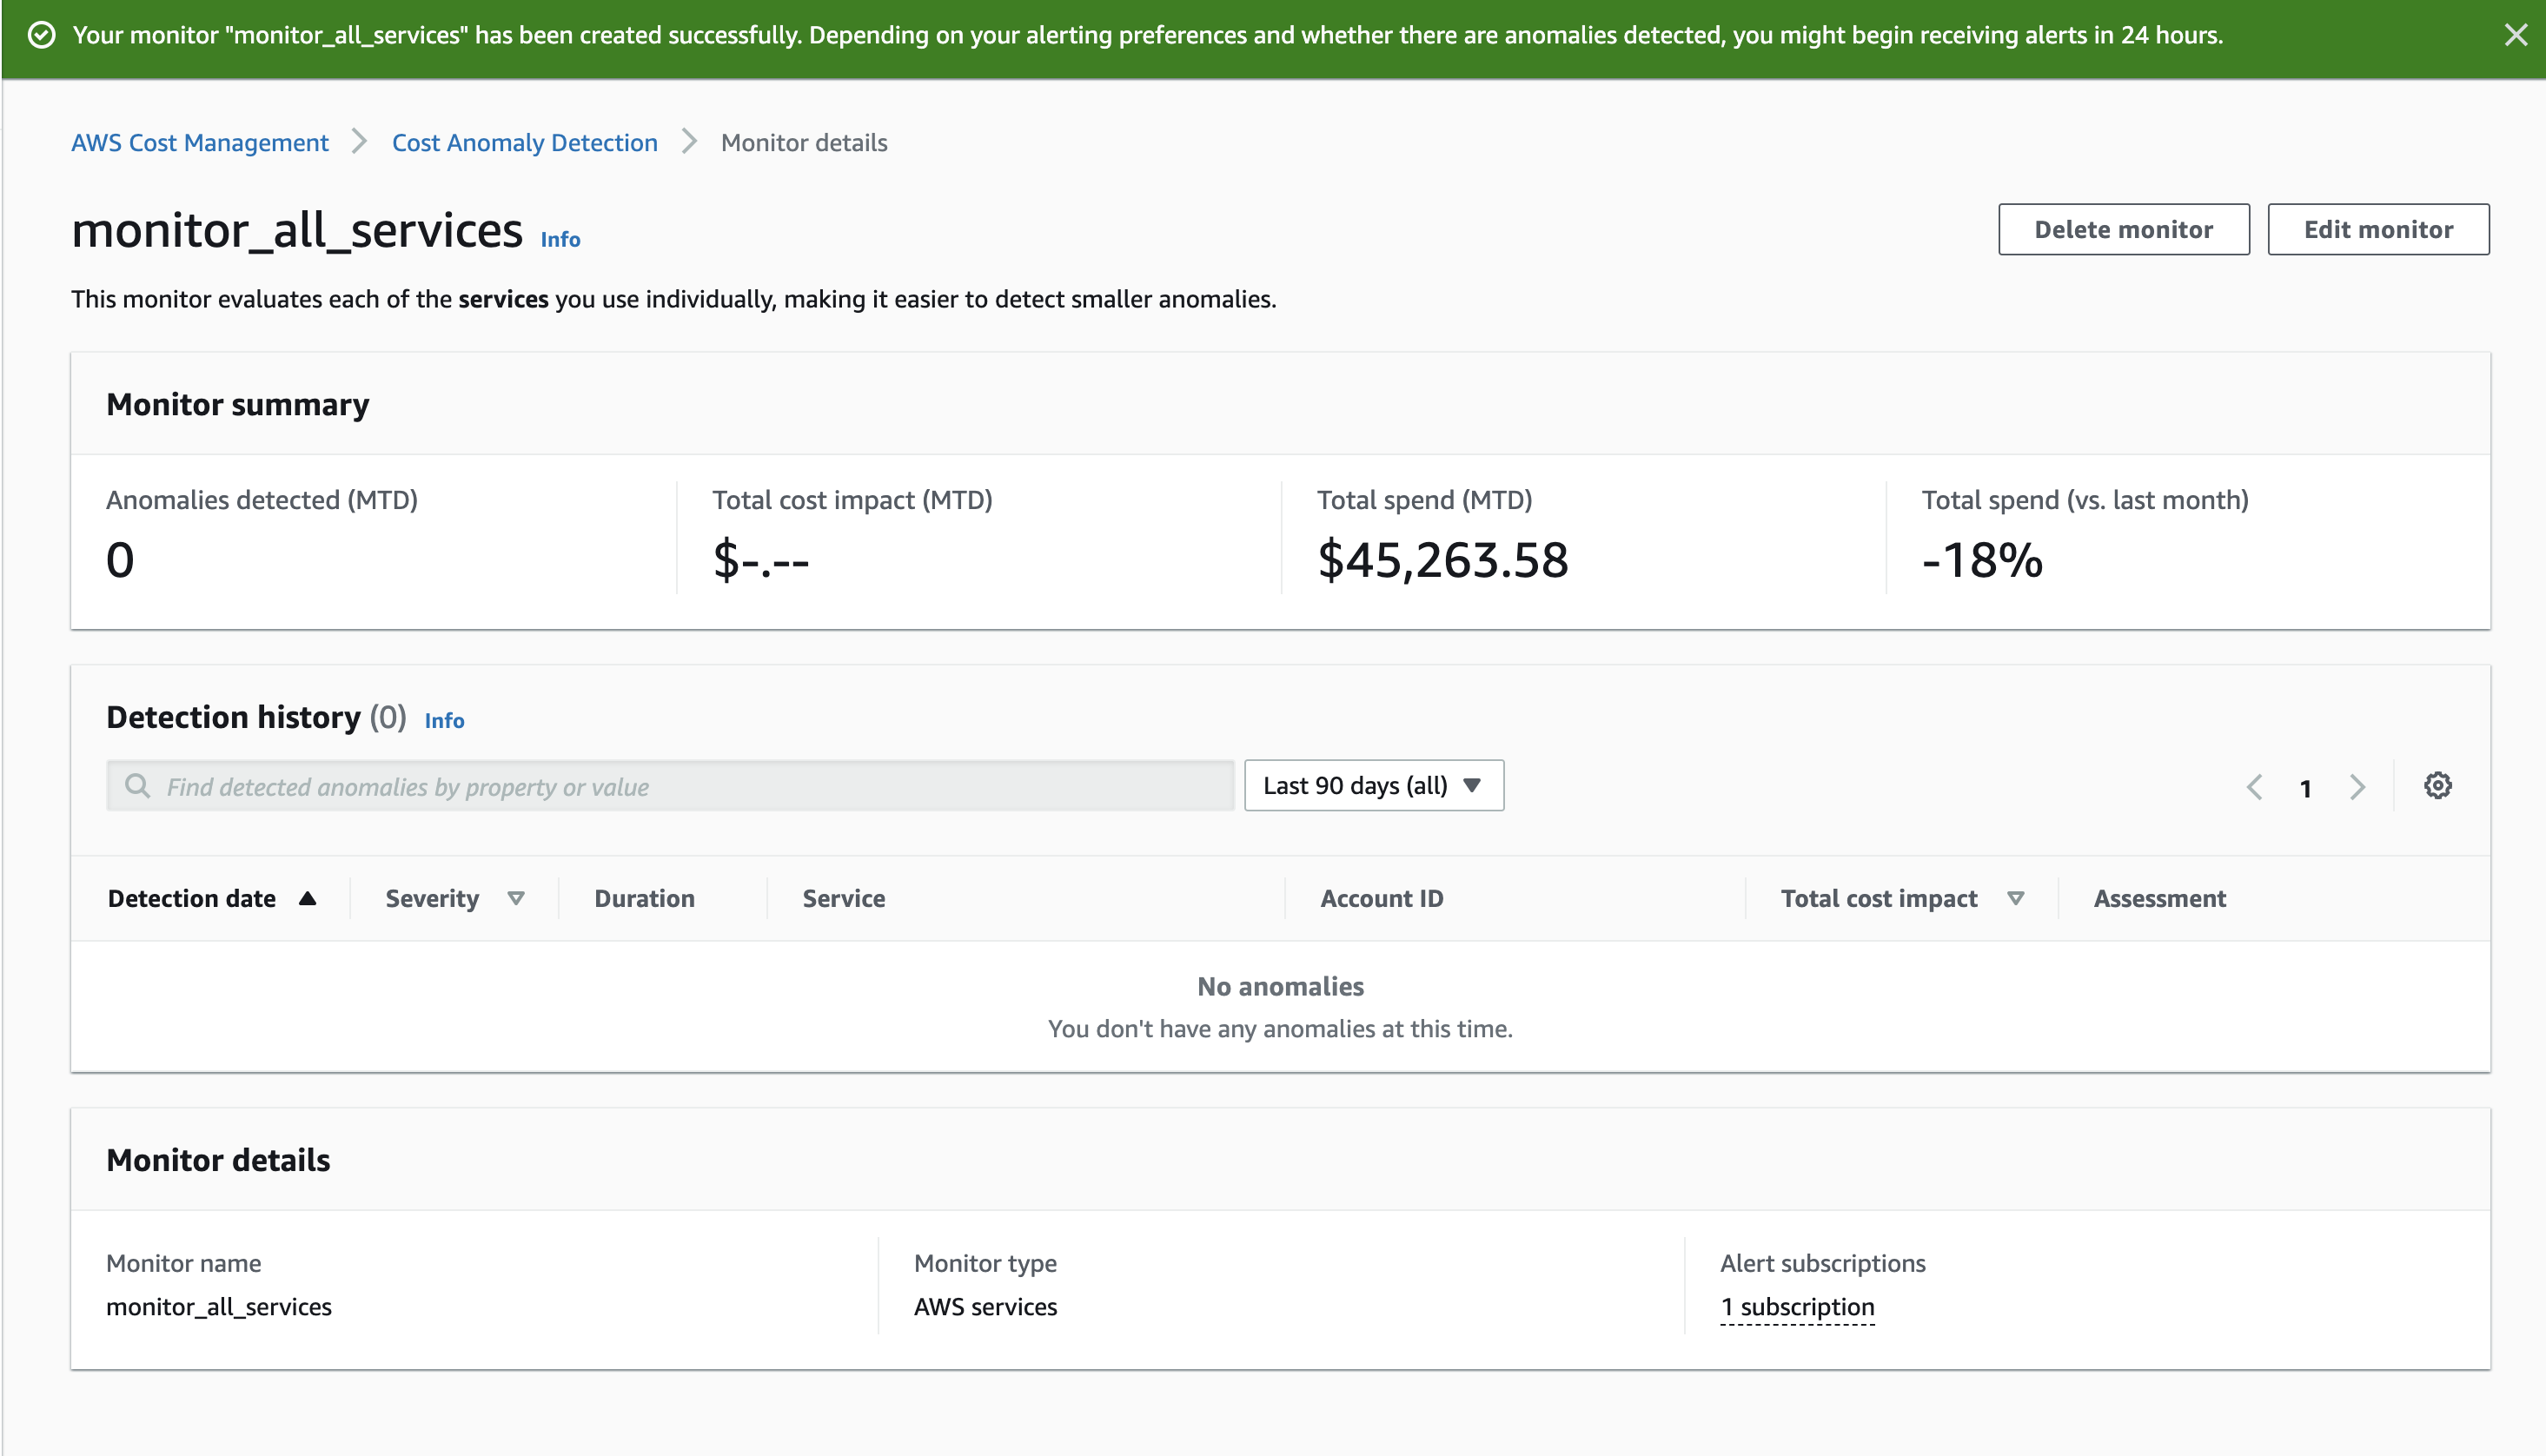 Your monitor "monitor_all_services" has been created successfully. Depending on your alerting preferences and whether there are anomalies detected, you might begin receiving alerts in 24 hours.
AWS Cost Management Cost Anomaly Detection Monitor details
monitor_all_services Info
Delete monitor Edit monitor
This monitor evaluates each of the services you use individually, making it easier to detect smaller anomalies.
Monitor summary
Anomalies detected (MTD) Total cost impact (MTD) Total spend (MTD) Total spend (vs. last month)
0 $-.-- $45,263.58 -18%
Detection history (0) Info
Find detected anomalies by property or value Last 90 days (all) 1
Detection date Severity Duration Service Account ID Total cost impact Assessment
No anomalies
You don't have any anomalies at this time.
Monitor details
Monitor name Monitor type Alert subscriptions
monitor_all_services AWS services 1 subscription